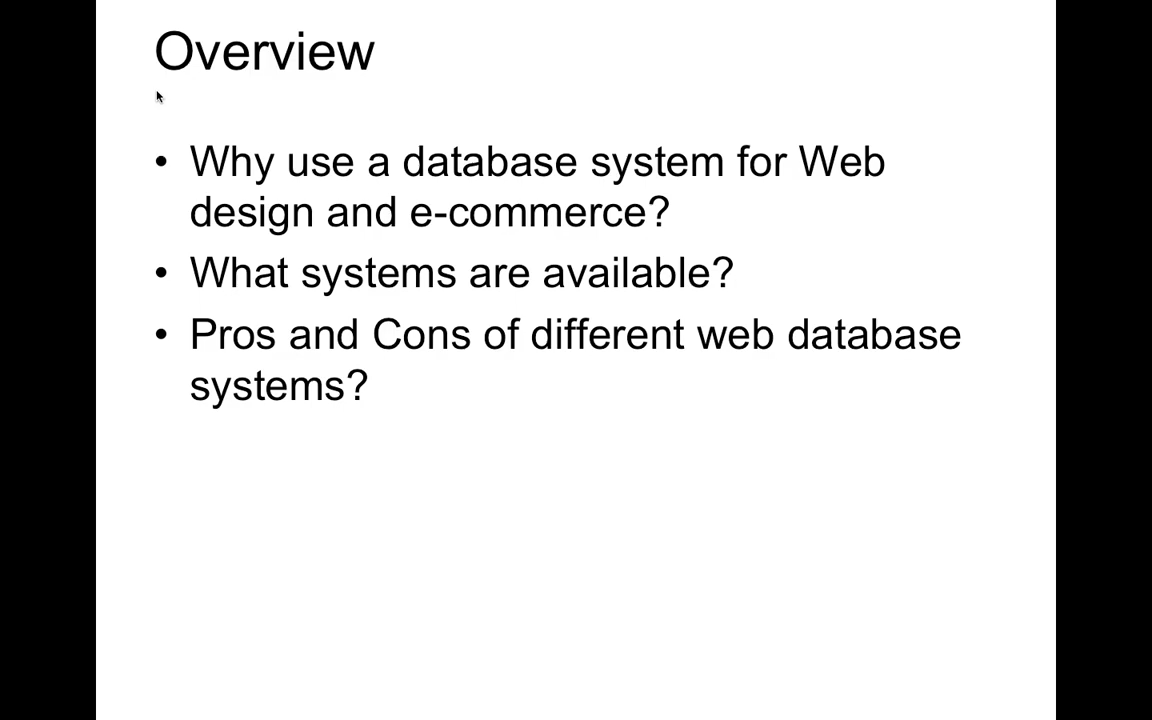 Overview
• Why use a database system for Web
design and e-commerce?
• What systems are available?
• Pros and Cons of different web database
systems?